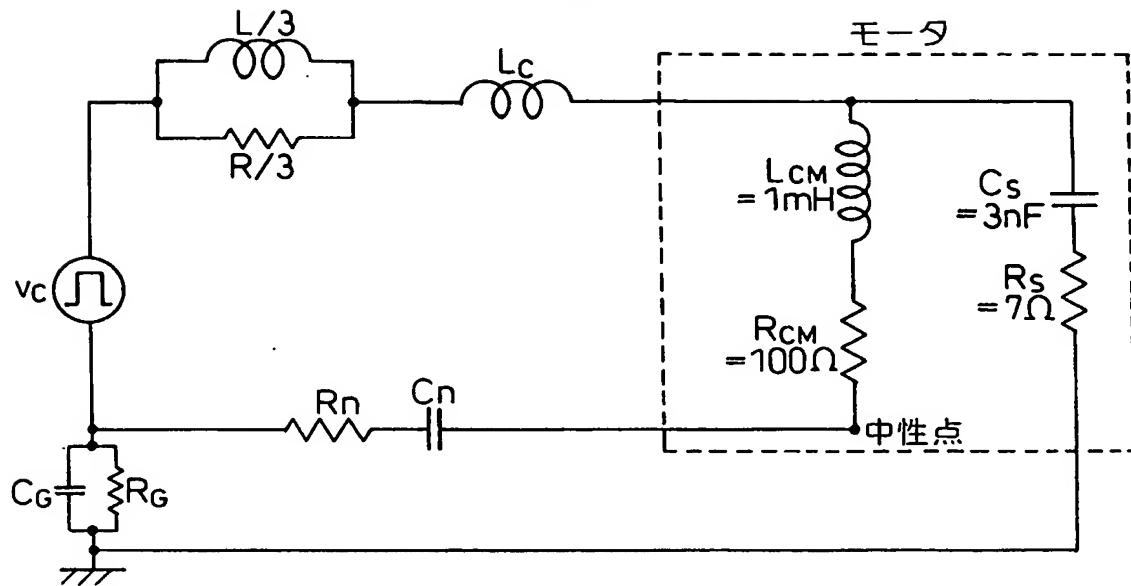 L/3
R/3
Lc
モータ
LCM
=1mH
Cs
=3nF
Rs
=7Ω
RCM
=100Ω
vc
Rn
Cn
中性点
CG
RG